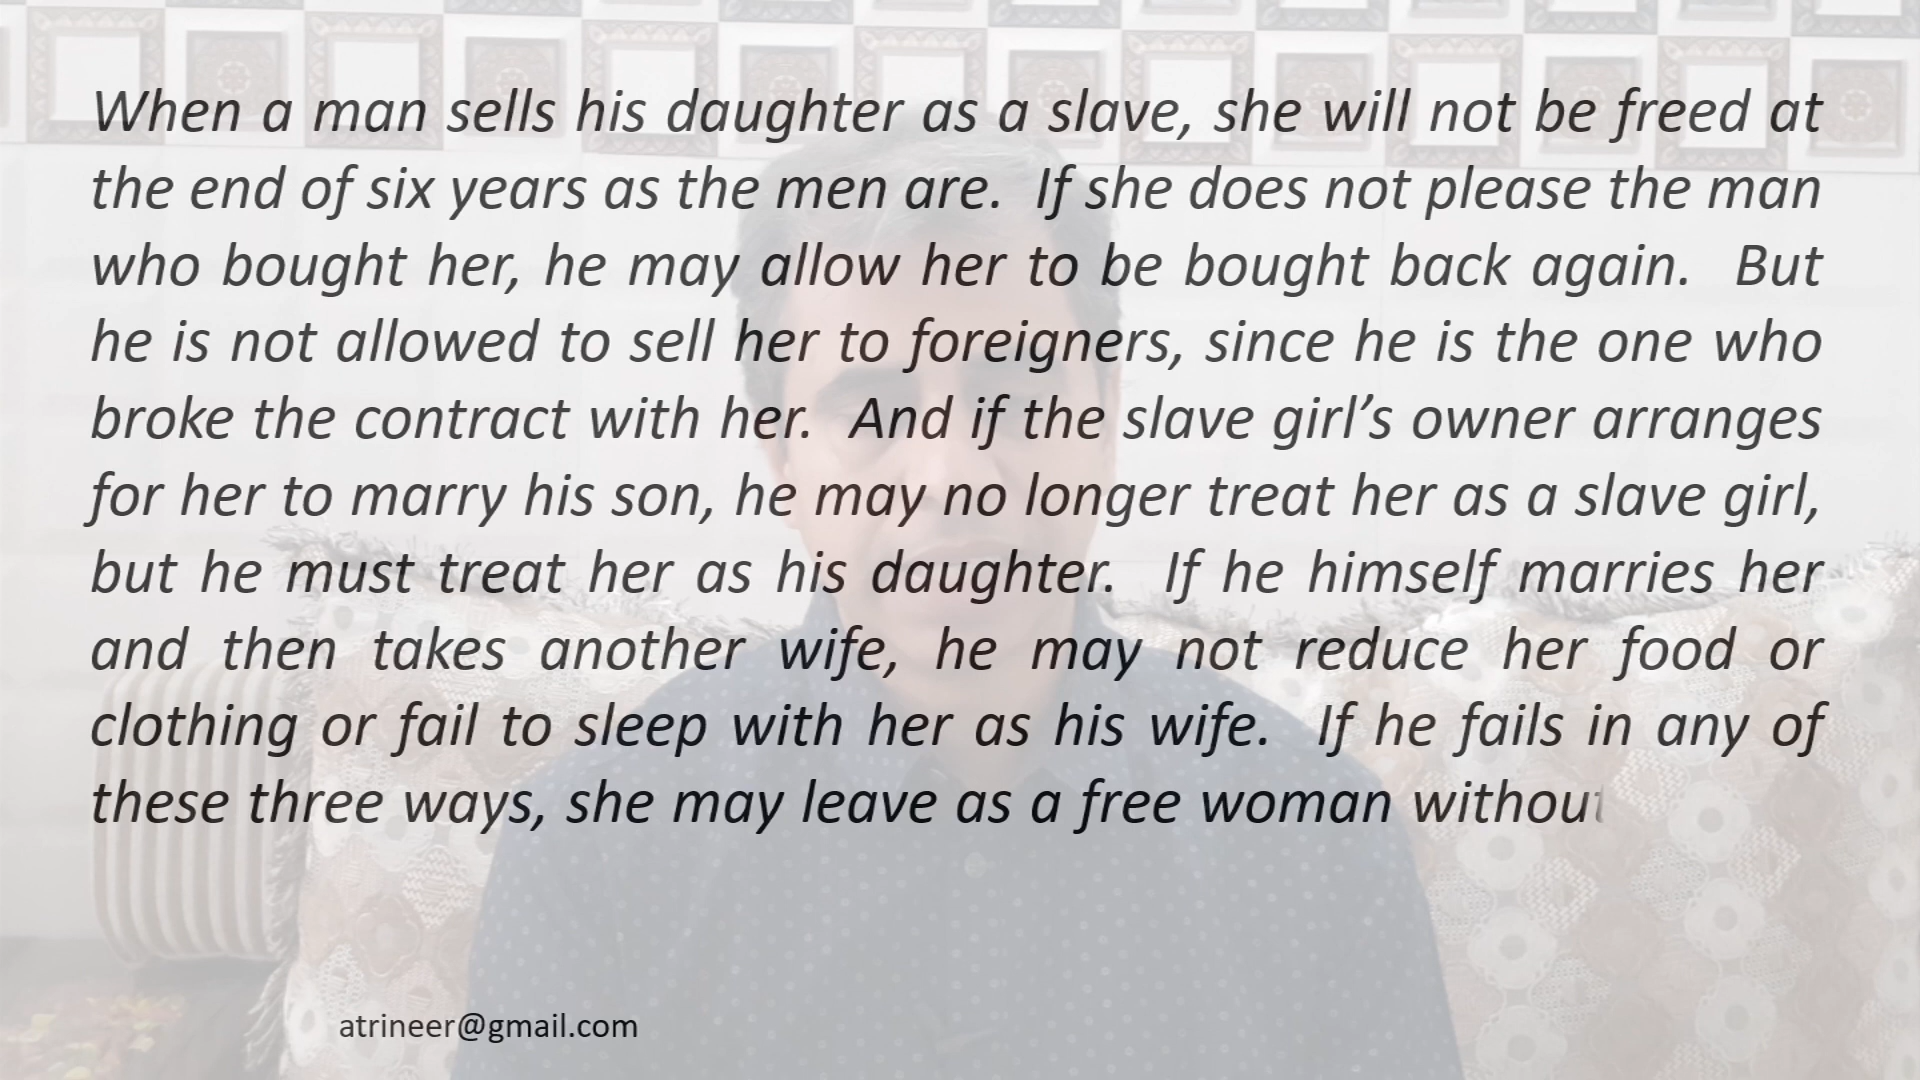 When a man sells his daughter as a slave, she will not be freed at
the end of six years as the men are. If she does not please the man
who bought her, he may allow her to be bought back again. But
he is not allowed to sell her to foreigners, since he is the one who
broke the contract with her. And if the slave girl's owner arranges
for her to marry his son, he may no longer treat her as a slave girl,
but he must treat her as his daughter. If he himself marries her
and then takes another wife, he may not reduce her food or
clothing or fail to sleep with her as his wife. If he fails in any of
these three ways, she may leave as a free woman without
atrineer@gmail.com